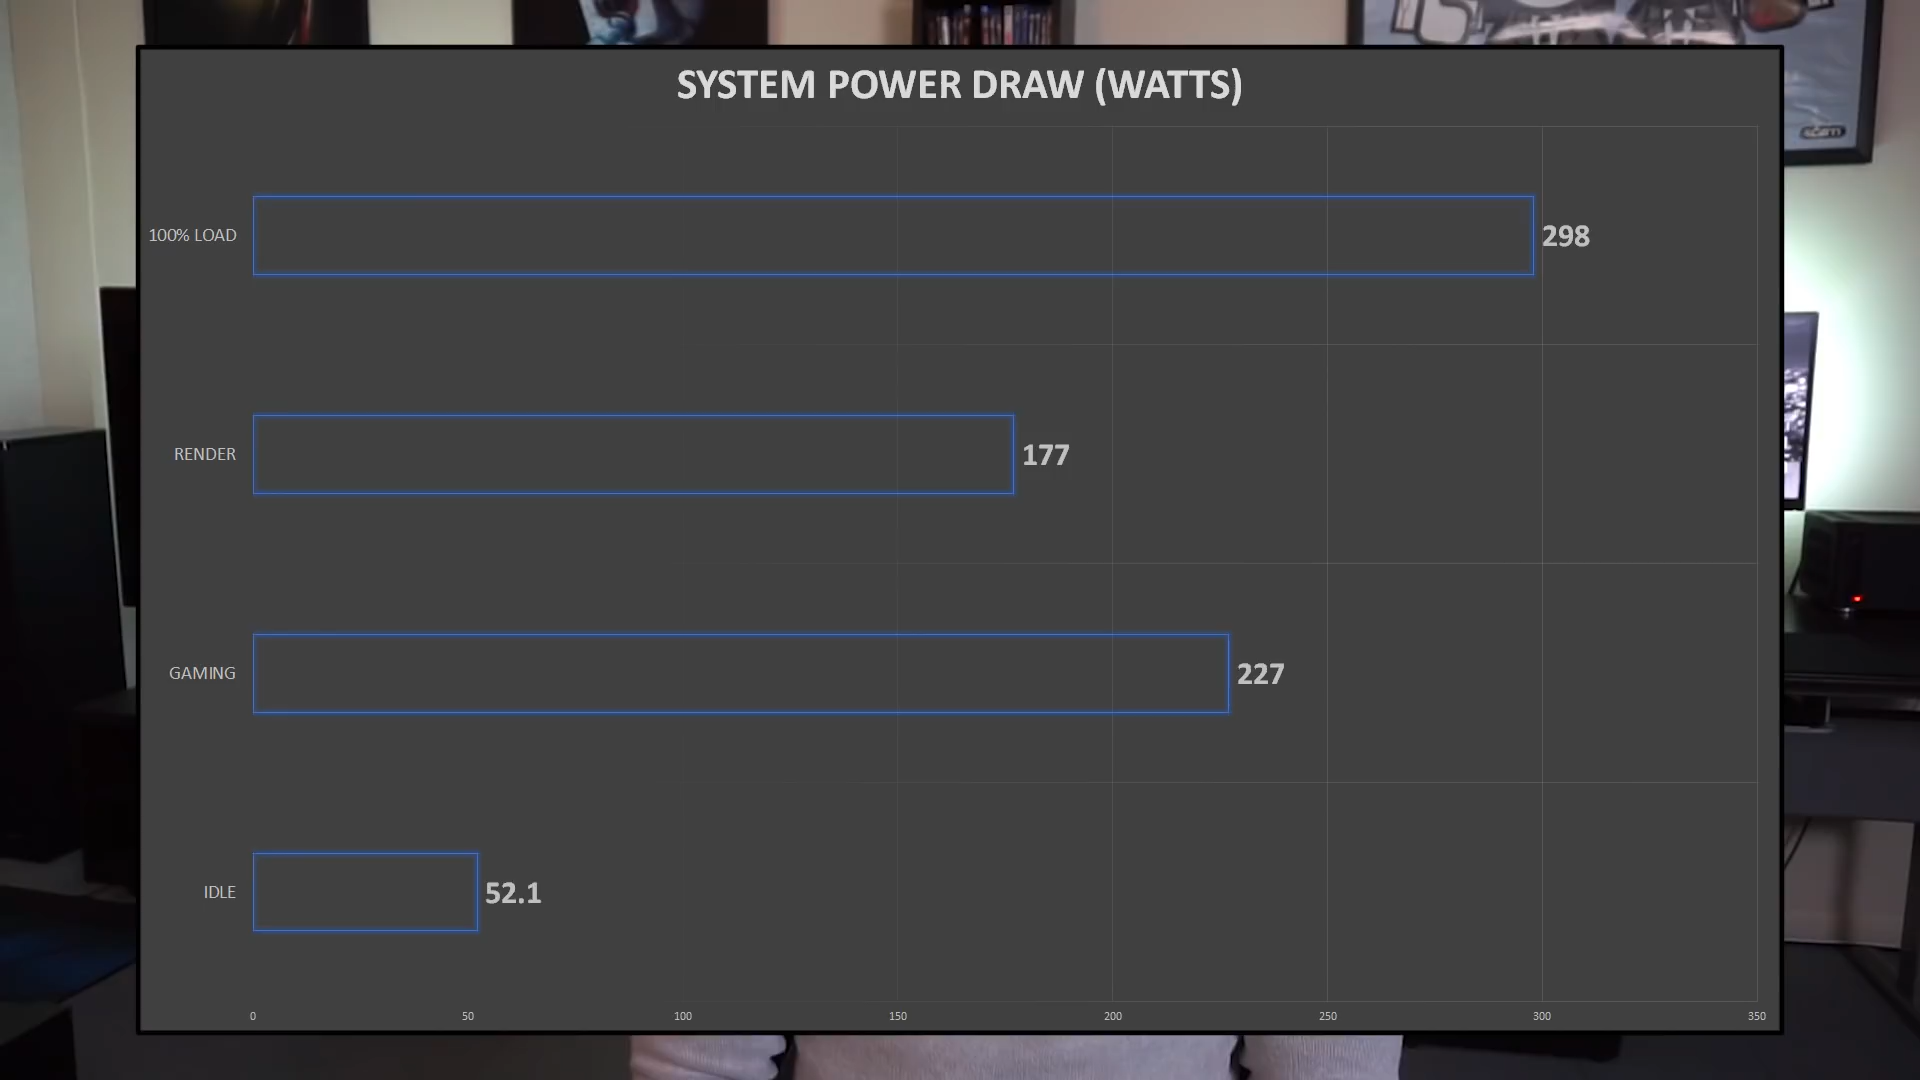 SYSTEM POWER DRAW (WATTS)
100% LOAD
298
RENDER
177
GAMING
227
IDLE
52.1
0 50 100 150 200 250 300 350